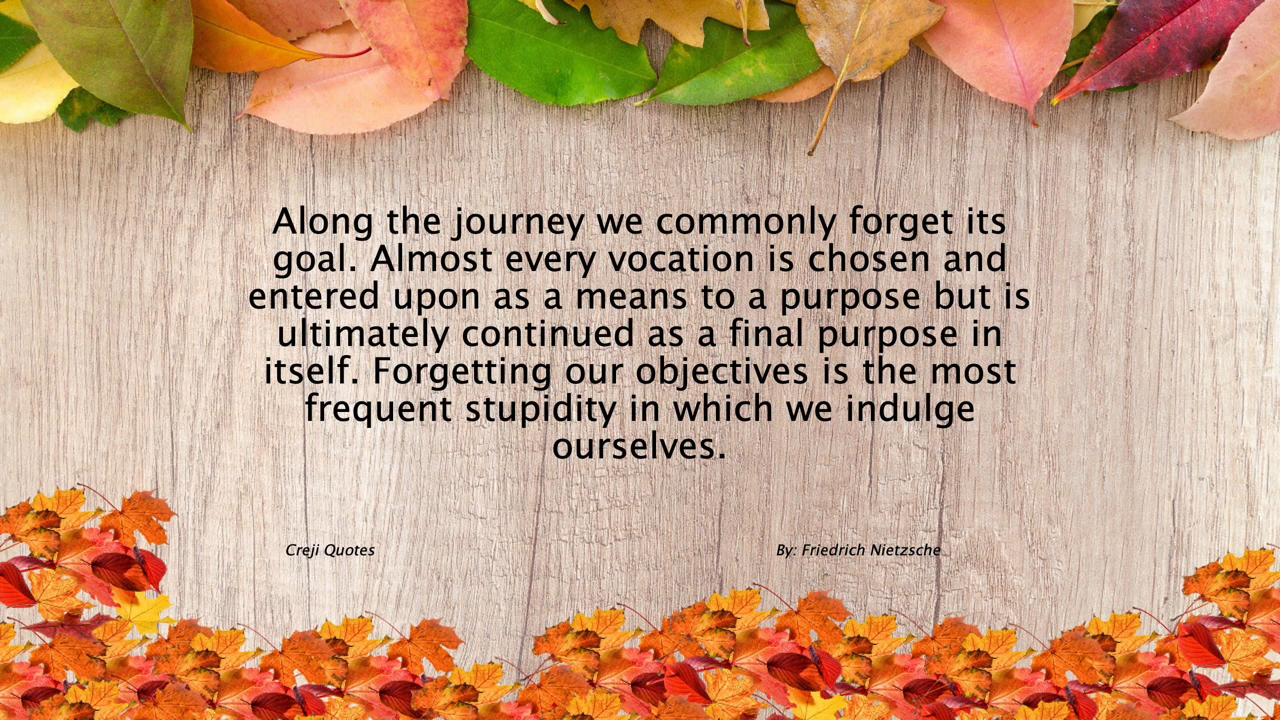 Along the journey we commonly forget its
goal. Almost every vocation is chosen and
entered upon as a means to a purpose but is
ultimately continued as a final purpose in
itself. Forgetting our objectives is the most
frequent stupidity in which we indulge
ourselves.
Creji Quotes
By: Friedrich Nietzsche